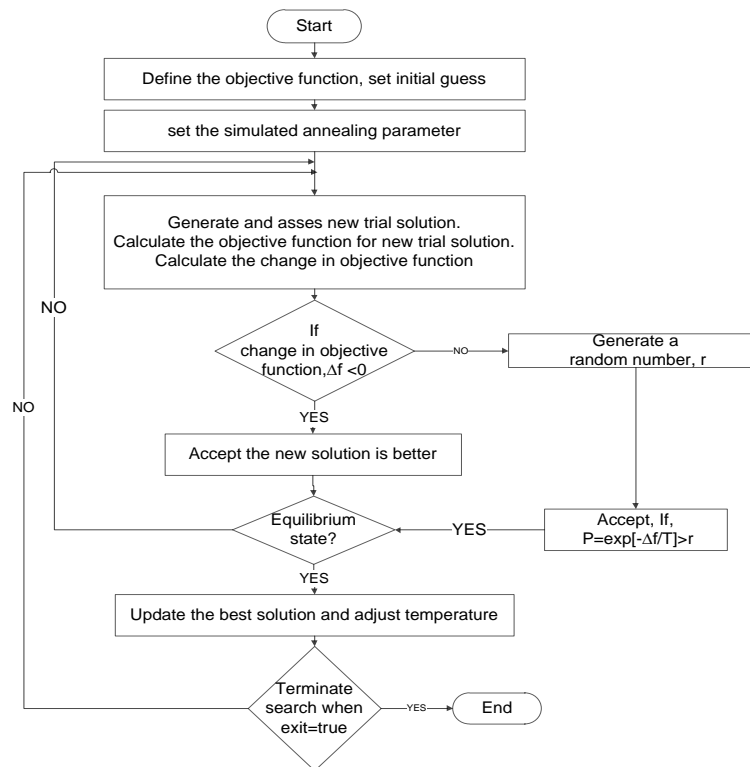 Start
Define the objective function, set initial guess
set the simulated annealing parameter
Generate and asses new trial solution.
Calculate the objective function for new trial solution.
Calculate the change in objective function
NO
If
change in objective
function,Δf <0
NO
Generate a
random number, r
NO
YES
Accept the new solution is better
Equilibrium
state?
YES
Accept, If,
P=exp[-Δf/T]>r
YES
Update the best solution and adjust temperature
Terminate
search when
exit=true
YES
End